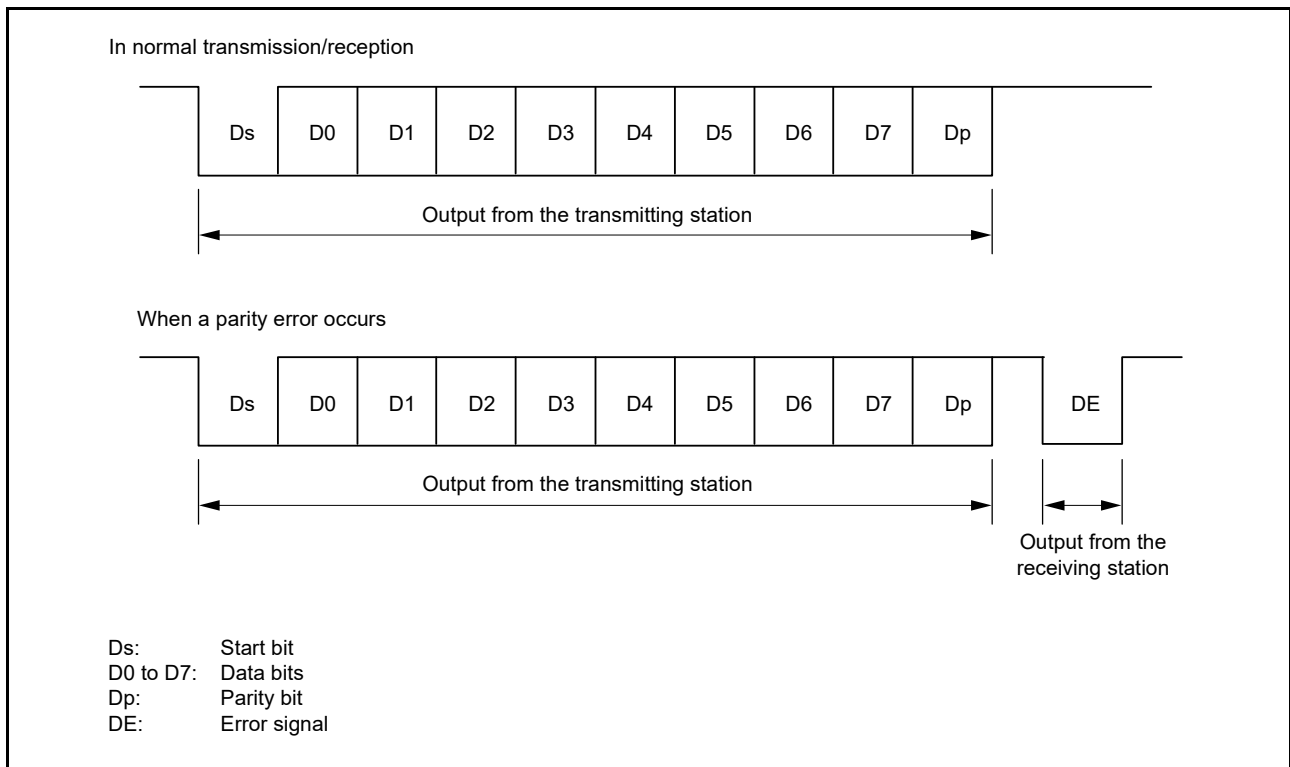 In normal transmission/reception
Ds D0 D1 D2 D3 D4 D5 D6 D7 Dp
Output from the transmitting station
When a parity error occurs
Ds D0 D1 D2 D3 D4 D5 D6 D7 Dp DE
Output from the transmitting station
Output from the
receiving station
Ds: Start bit
D0 to D7: Data bits
Dp: Parity bit
DE: Error signal